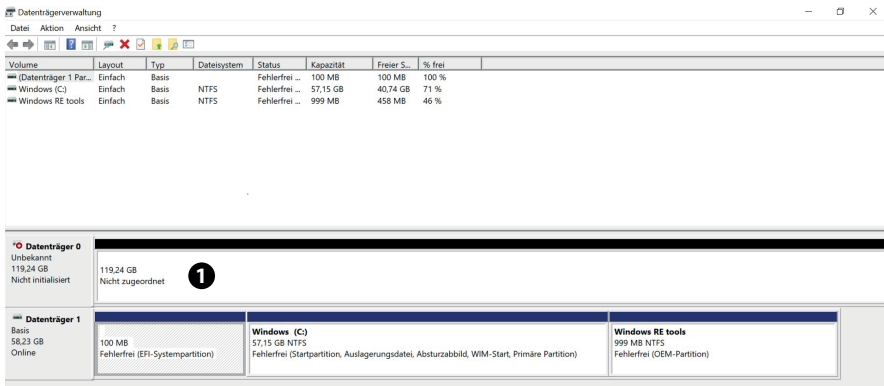 Datenträgerverwaltung
Datei Aktion Ansicht ?
Volume Layout Typ Dateisystem Status Kapazität Freier S... % frei
(Datenträger 1 Par... Einfach Basis Fehlerfrei ... 100 MB 100 MB 100 %
Windows (C:) Einfach Basis NTFS Fehlerfrei ... 57,15 GB 40,74 GB 71 %
Windows RE tools Einfach Basis NTFS Fehlerfrei ... 999 MB 458 MB 46 %
Datenträger 0
Unbekannt
119,24 GB
Nicht initialisiert
119,24 GB
Nicht zugeordnet
1
Datenträger 1
Basis
58,23 GB
Online
100 MB
Fehlerfrei (EFI-Systempartition)
Windows (C:)
57,15 GB NTFS
Fehlerfrei (Startpartition, Auslagerungsdatei, Absturzabbild, WIM-Start, Primäre Partition)
Windows RE tools
999 MB NTFS
Fehlerfrei (OEM-Partition)